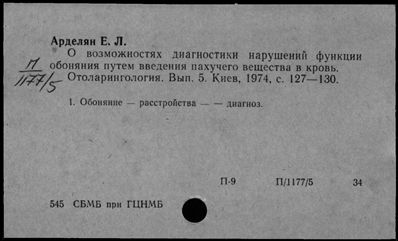 Арделян Е. Л.
О возможностях диагностики нарушений функции
обоняния путем введения пахучего вещества в кровь.
Отоларингология. Вып. 5. Киев, 1974, с. 127—130.
П
1177/5
1. Обоняние — расстройства — — диагноз.
П-9 П/1177/5 34
545 СБМБ при ГЦНМБ